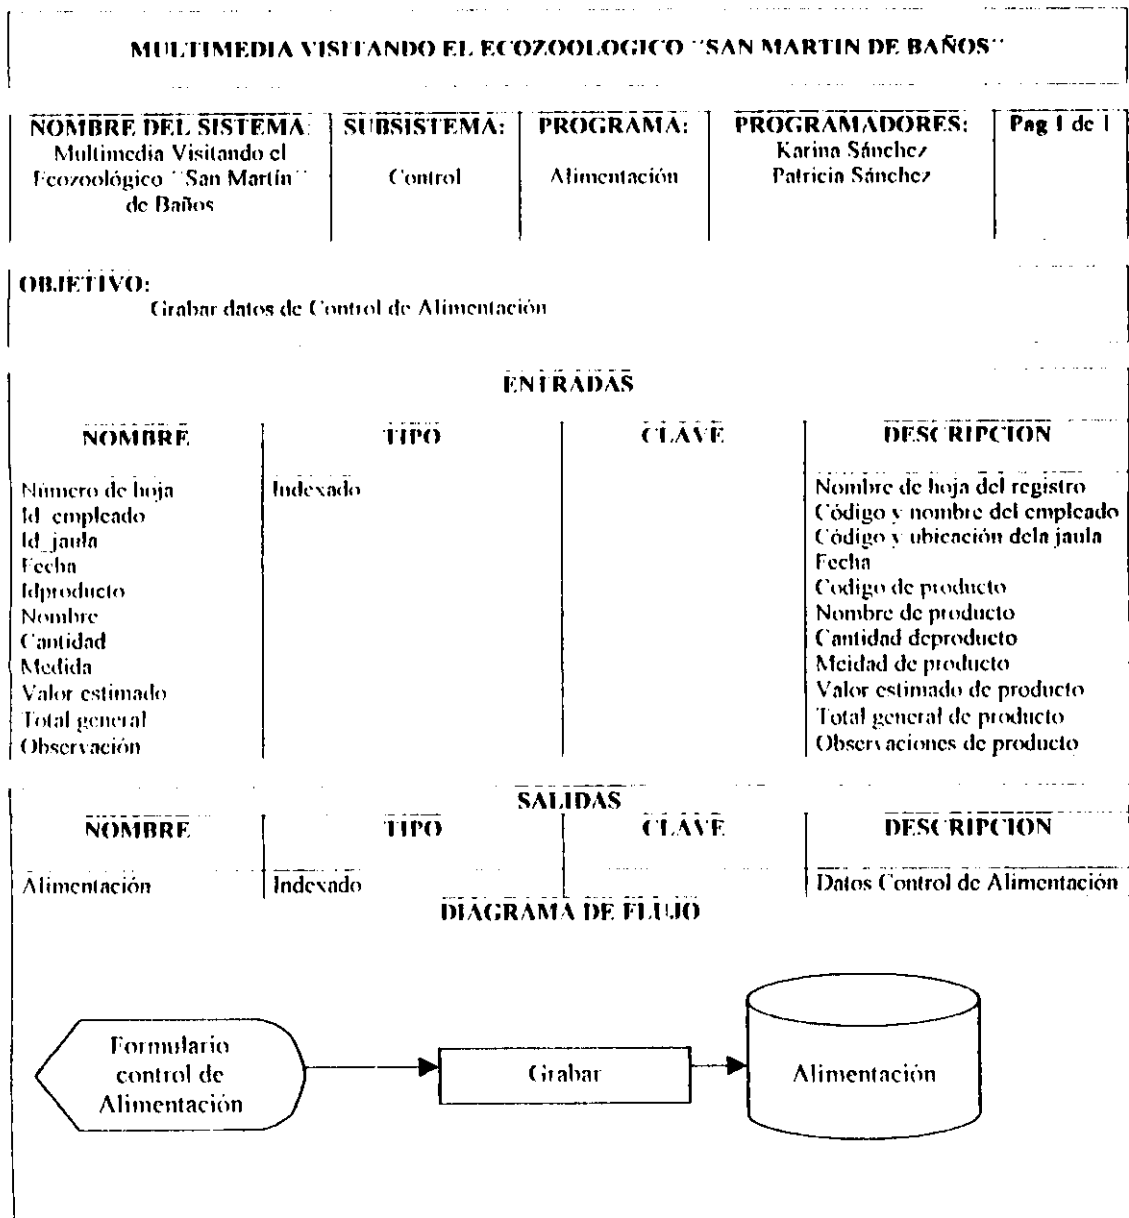 MULTIMEDIA VISITANDO EL ECOZOOLOGICO "SAN MARTIN DE BAÑOS"
NOMBRE DEL SISTEMA:
Multimedia Visitando el
Ecozoológico "San Martín"
de Baños
SUBSISTEMA:
Control
PROGRAMA:
Alimentación
PROGRAMADORES:
Karina Sánchez
Patricia Sánchez
Pag 1 de 1
OBJETIVO:
Grabar datos de Control de Alimentación
ENTRADAS
NOMBRE TIPO CLAVE DESCRIPCION
Número de hoja Indexado Nombre de hoja del registro
Id_empleado Código y nombre del empleado
Id_jaula Código y ubicación dela jaula
Fecha Fecha
Idproducto Codigo de producto
Nombre Nombre de producto
Cantidad Cantidad deproducto
Medida Meidad de producto
Valor estimado Valor estimado de producto
Total general Total general de producto
Observación Observaciones de producto
SALIDAS
NOMBRE TIPO CLAVE DESCRIPCION
Alimentación Indexado Datos Control de Alimentación
DIAGRAMA DE FLUJO
Formulario
control de
Alimentación
Grabar
Alimentación